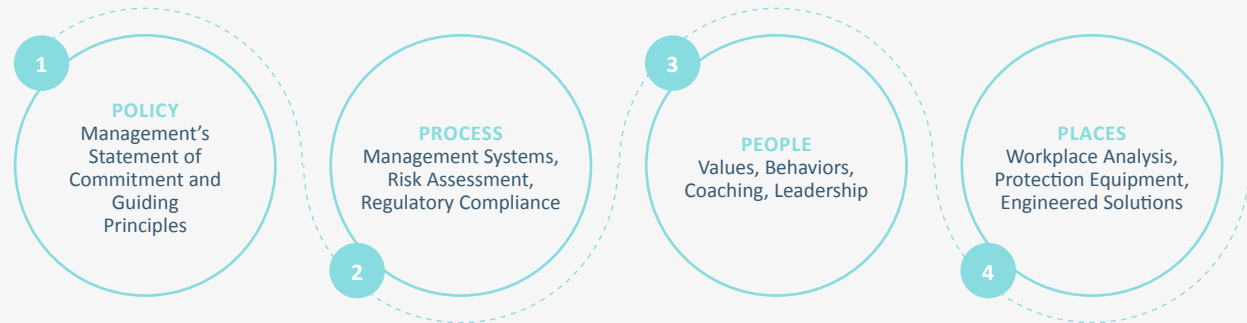 1
POLICY
Management’s
Statement of
Commitment and
Guiding
Principles
2
PROCESS
Management Systems,
Risk Assessment,
Regulatory Compliance
3
PEOPLE
Values, Behaviors,
Coaching, Leadership
4
PLACES
Workplace Analysis,
Protection Equipment,
Engineered Solutions